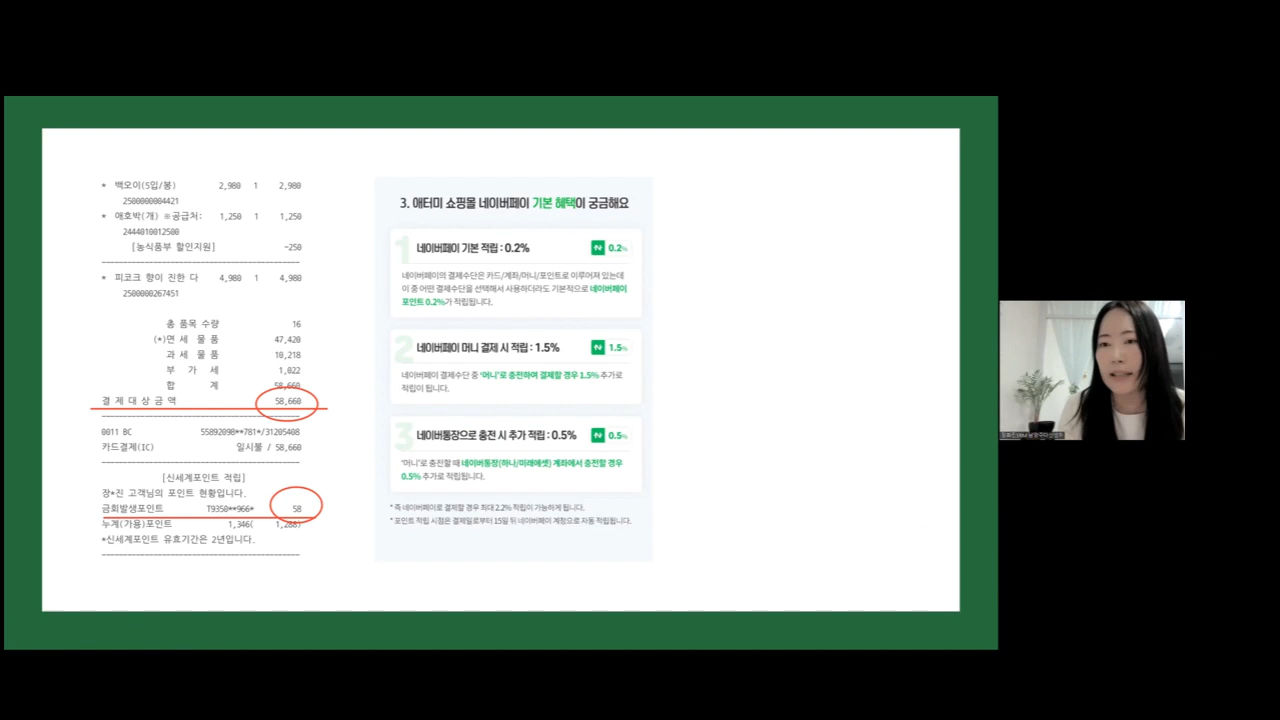 * 백오이(5입/봉) 2,980 1 2,980
2500000004421
* 애호박(개) ※공급처: 1,250 1 1,250
2444010012500
[농식품부 할인지원] -250
* 피코크 향이 진한 다 4,980 1 4,980
2500000267451
총 품목 수량 16
(*)면 세 물 품 47,420
과 세 물 품 10,218
부 가 세 1,022
합 계 58,660
결 제 대 상 금 액 58,660
0011 BC 55892098**781*/31205408
카드결제(IC) 일시불 / 58,660
[신세계포인트 적립]
장*진 고객님의 포인트 현황입니다.
금회발생포인트 T9350**966* 58
누계(가용)포인트 1,346( 1,288)
*신세계포인트 유효기간은 2년입니다.
3. 애터미 쇼핑몰 네이버페이 기본 혜택이 궁금해요
1 네이버페이 기본 적립 : 0.2% N 0.2%
네이버페이의 결제수단은 카드/계좌/머니/포인트로 이루어져 있는데
이 중 어떤 결제수단을 선택해서 사용하더라도 기본적으로 네이버페이
포인트 0.2%가 적립됩니다.
2 네이버페이 머니 결제 시 적립 : 1.5% N 1.5%
네이버페이 결제수단 중 '머니'로 충전하여 결제할 경우 1.5% 추가로
적립이 됩니다.
3 네이버통장으로 충전 시 추가 적립 : 0.5% N 0.5%
'머니'로 충전할 때 네이버통장(하나/미래에셋) 계좌에서 충전할 경우
0.5% 추가로 적립됩니다.
* 즉 네이버페이로 결제할 경우 최대 2.2% 적립이 가능하게 됩니다.
* 포인트 적립 시점은 결제일로부터 15일 뒤 네이버페이 계정으로 자동 적립됩니다.